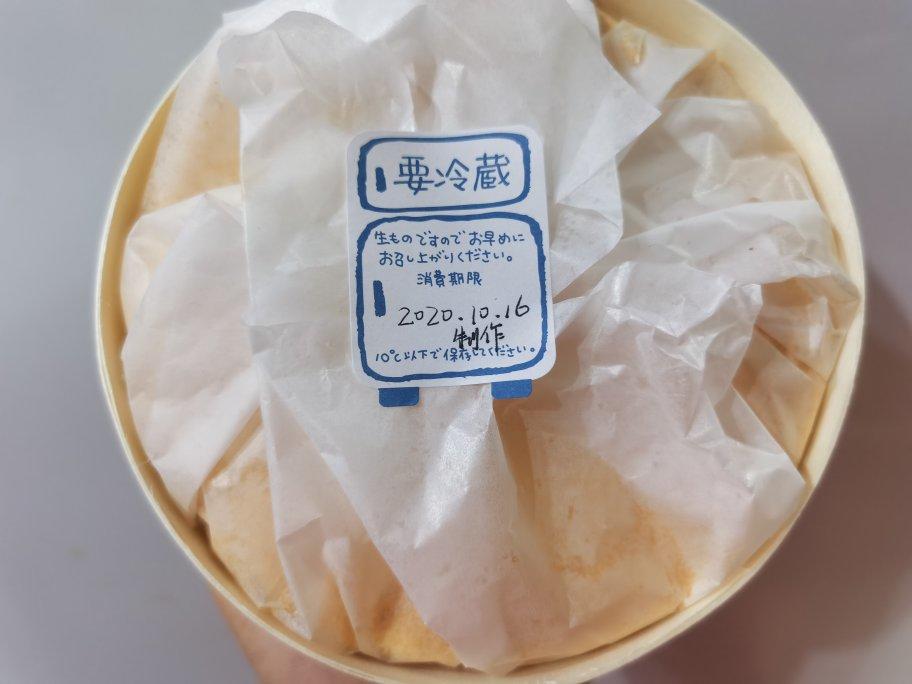 要冷蔵
生ものですのでお早めに
お召し上がりください。
消費期限
2020.10.16
制作
10℃以下で保存してください。